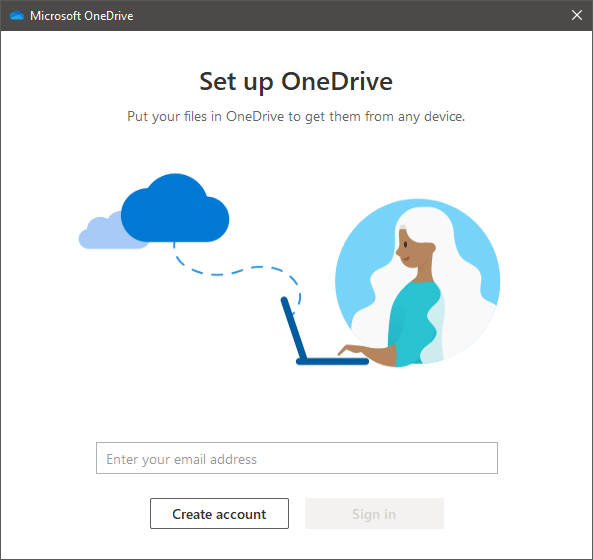 Microsoft OneDrive
Set up OneDrive
Put your files in OneDrive to get them from any device.
Enter your email address
Create account
Sign in